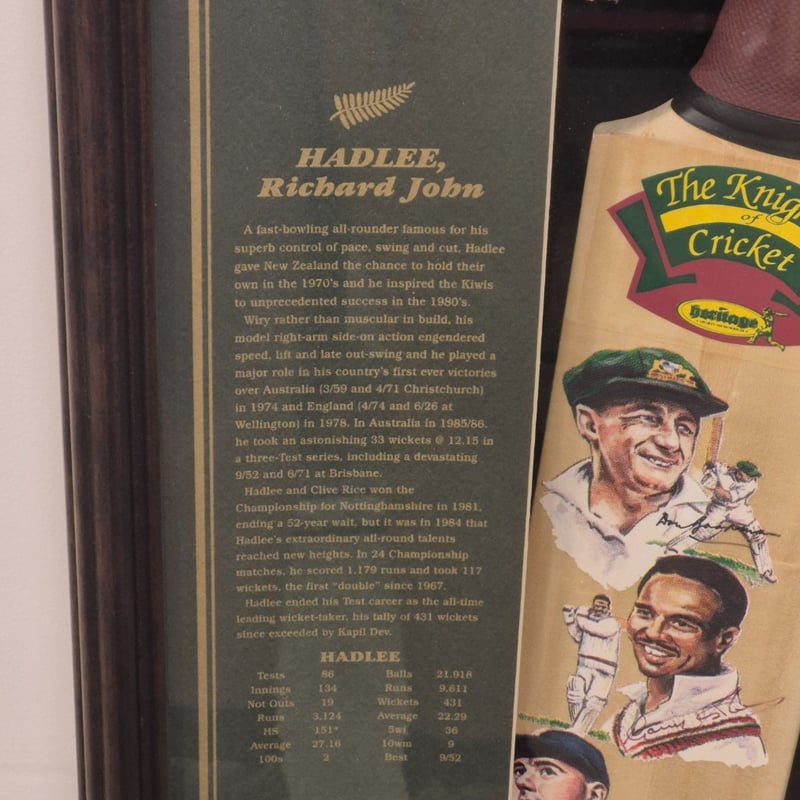 HADLEE,
Richard John
A fast-bowling all-rounder famous for his
superb control of pace, swing and cut, Hadlee
gave New Zealand the chance to hold their
own in the 1970's and he inspired the Kiwis
to unprecedented success in the 1980's.
Wiry rather than muscular in build, his
model right-arm side-on action engendered
speed, lift and late out-swing and he played a
major role in his country's first ever victories
over Australia (3/59 and 4/71 Christchurch)
in 1974 and England (4/74 and 6/26 at
Wellington) in 1978. In Australia in 1985/86,
he took an astonishing 33 wickets @ 12.15 in
a three-Test series, including a devastating
9/52 and 6/71 at Brisbane.
Hadlee and Clive Rice won the
Championship for Nottinghamshire in 1981,
ending a 52-year wait, but it was in 1984 that
Hadlee's extraordinary all-round talents
reached new heights. In 24 Championship
matches, he scored 1,179 runs and took 117
wickets, the first "double" since 1967.
Hadlee ended his Test career as the all-time
leading wicket-taker, his tally of 431 wickets
since exceeded by Kapil Dev.
HADLEE
Tests 86 Balls 21.918
Innings 134 Runs 9,611
Not Outs 19 Wickets 431
Runs 3,124 Average 22.29
HS 151* 5wi 36
Average 27.16 10wm 9
100s 2 Best 9/52
The Knig
of
Cricket
heritage